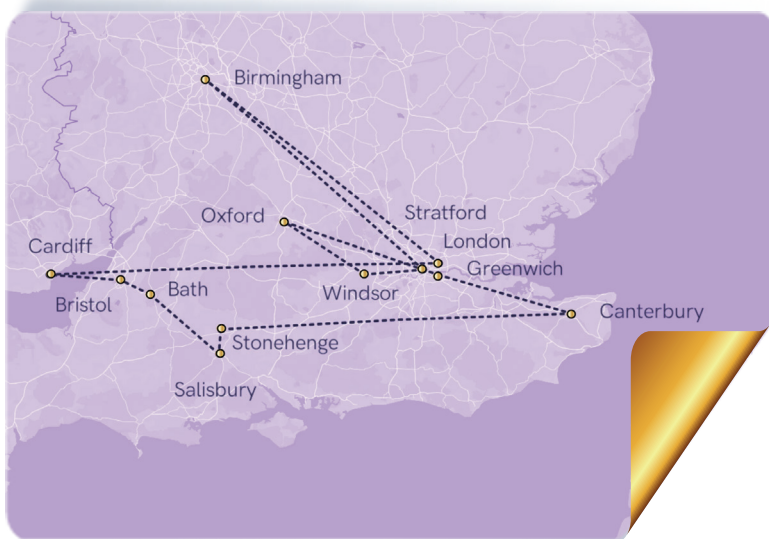 Birmingham
Oxford
Stratford
London
Cardiff
Greenwich
Bristol
Bath
Windsor
Canterbury
Stonehenge
Salisbury